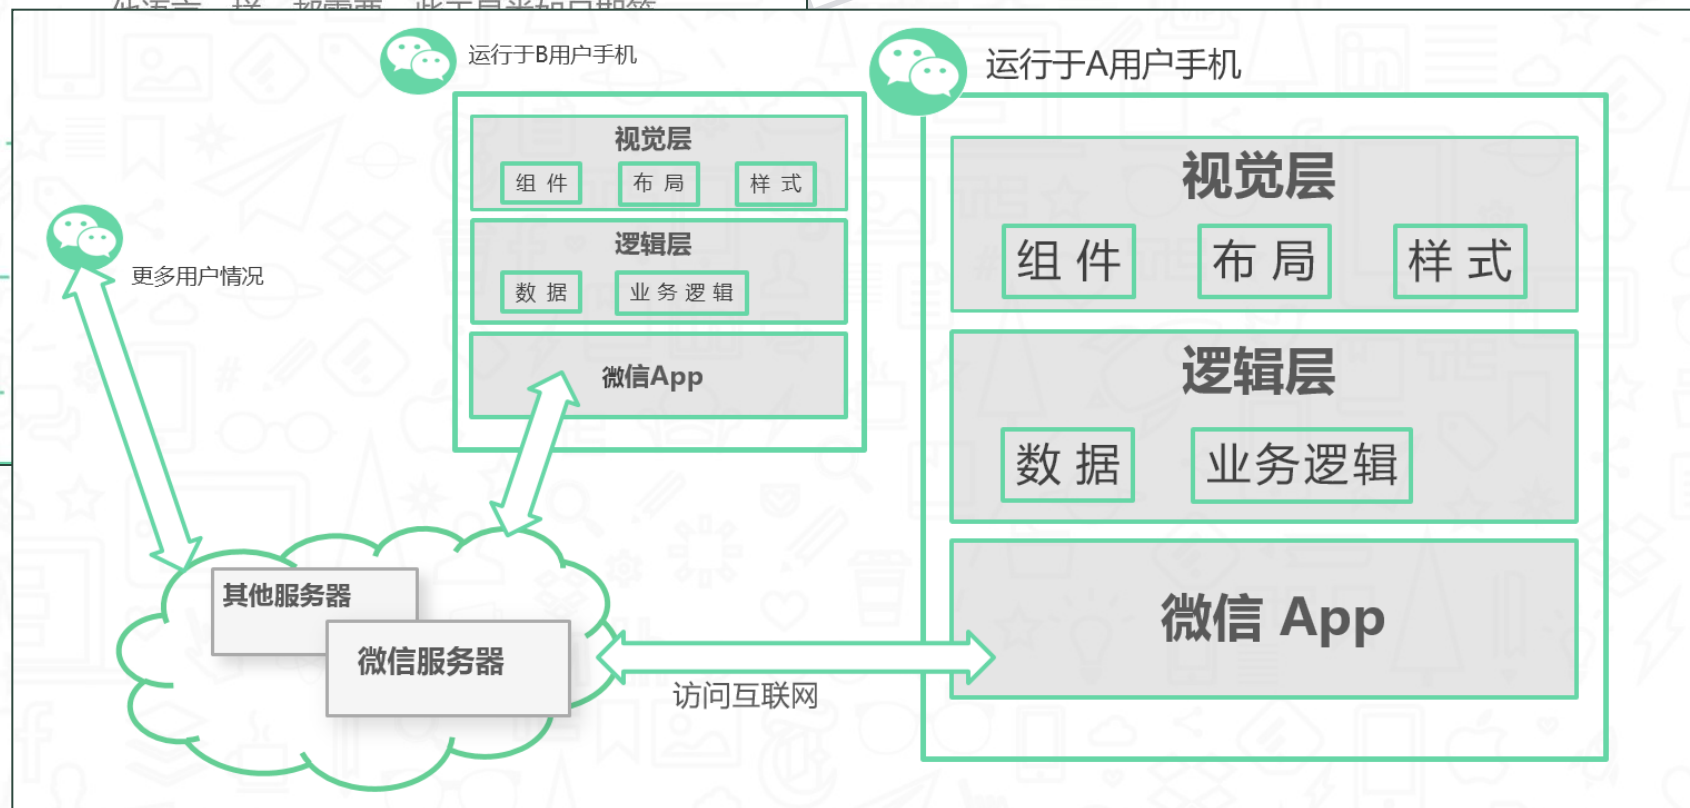 运行于B用户手机
视觉层
组 件
布 局
样 式
逻辑层
数 据
业 务 逻 辑
微信App
运行于A用户手机
视觉层
组 件
布 局
样 式
逻辑层
数 据
业务逻辑
微信 App
更多用户情况
其他服务器
微信服务器
访问互联网